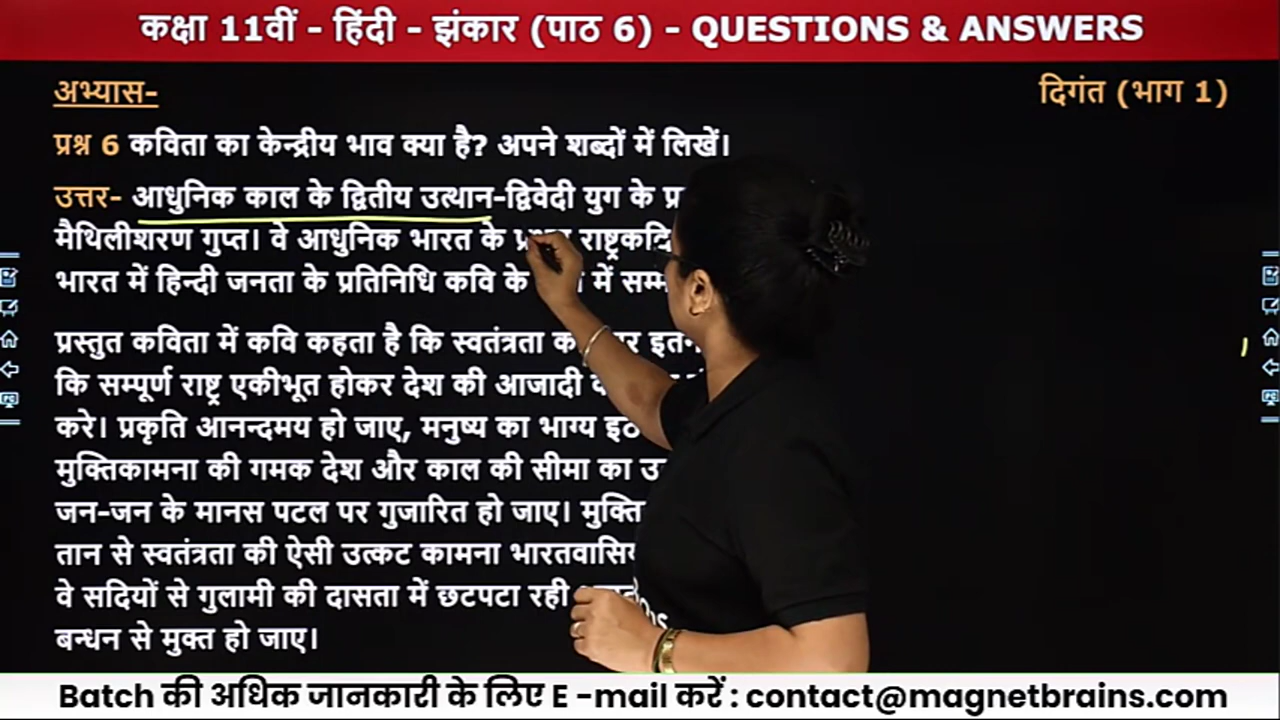 कक्षा 11वीं - हिंदी - झंकार (पाठ 6) - QUESTIONS & ANSWERS
अभ्यास-
दिगंत (भाग 1)
प्रश्न 6 कविता का केन्द्रीय भाव क्या है? अपने शब्दों में लिखें।
उत्तर- आधुनिक काल के द्वितीय उत्थान-द्विवेदी युग के
मैथिलीशरण गुप्त। वे आधुनिक भारत के
भारत में हिन्दी जनता के प्रतिनिधि कवि के में
प्रस्तुत कविता में कवि कहता है कि स्वतंत्रता
कि सम्पूर्ण राष्ट्र एकीभूत होकर देश की आजादी
करे। प्रकृति आनन्दमय हो जाए, मनुष्य का भाग्य
मुक्तिकामना की गमक देश और काल की सीमा का
जन-जन के मानस पटल पर गुजारित हो जाए।
तान से स्वतंत्रता की ऐसी उत्कट कामना
वे सदियों से गुलामी की दासता में छटपटा रही
बन्धन से मुक्त हो जाए।
Batch की अधिक जानकारी के लिए E -mail करें : contact@magnetbrains.com